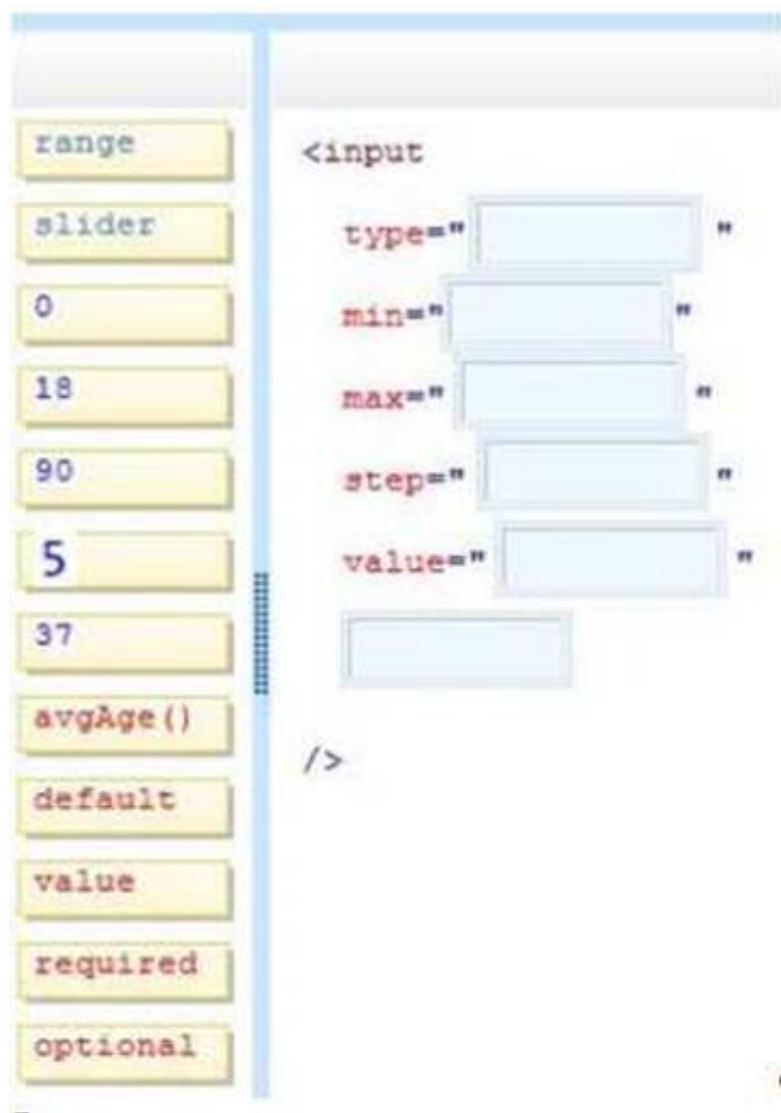 range
slider
0
18
90
5
37
avgAge()
default
value
required
optional
<input
type=" "
min=" "
max=" "
step=" "
value=" "
/>